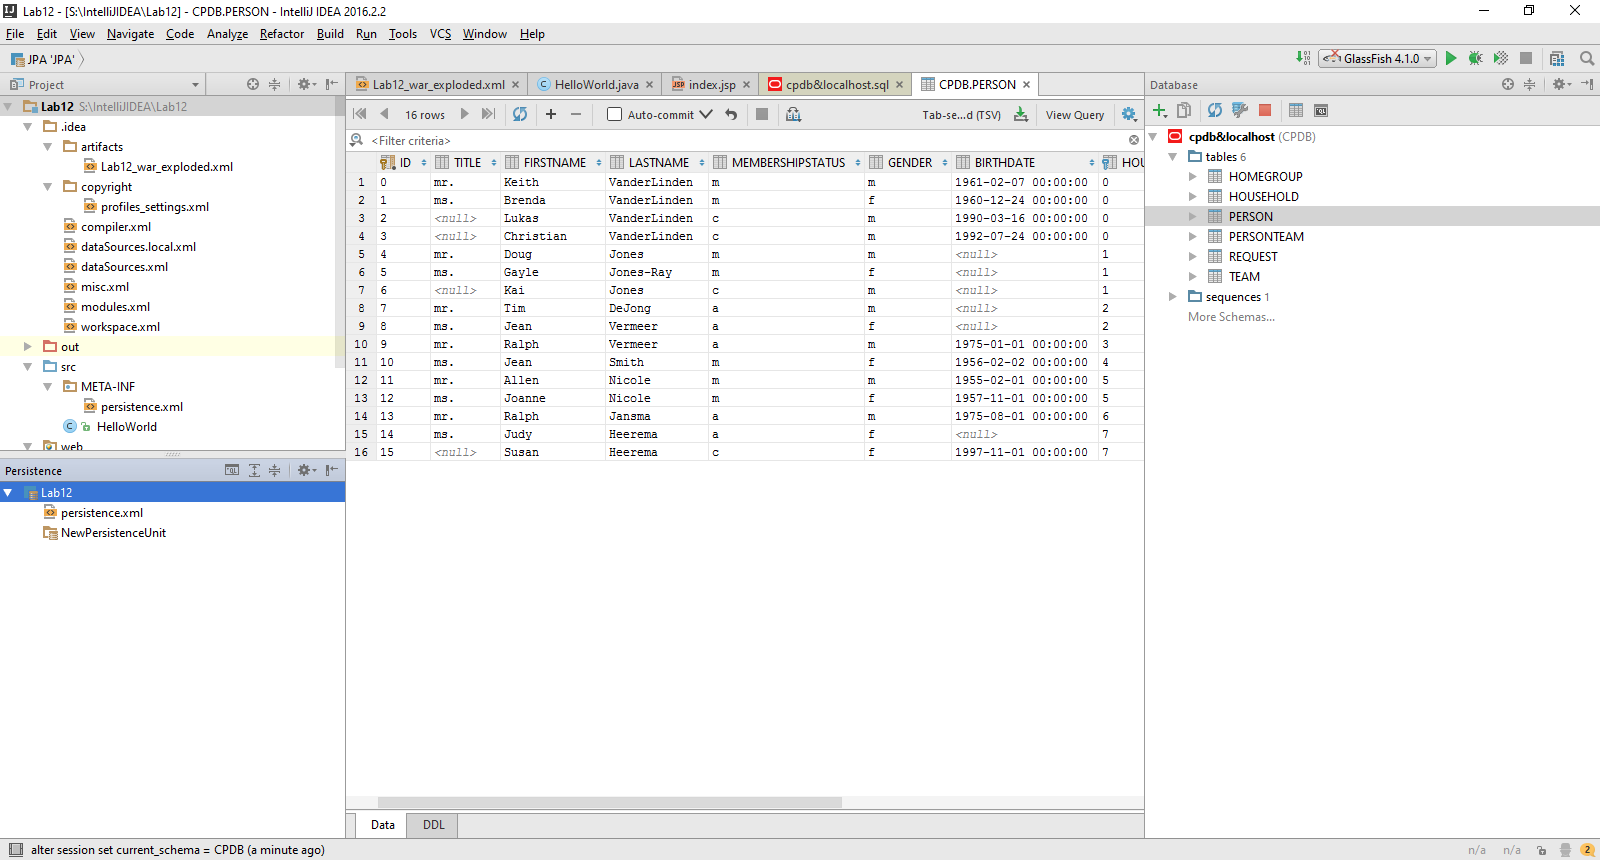 Lab12 - [S:\IntelliJIDEA\Lab12] - CPDB.PERSON - IntelliJ IDEA 2016.2.2
File Edit View Navigate Code Analyze Refactor Build Run Tools VCS Window Help
JPA 'JPA' GlassFish 4.1.0
Project
Lab12 S:\IntelliJIDEA\Lab12
.idea
artifacts
Lab12_war_exploded.xml
copyright
profiles_settings.xml
compiler.xml
dataSources.local.xml
dataSources.xml
misc.xml
modules.xml
workspace.xml
out
src
META-INF
persistence.xml
HelloWorld
web
Persistence
Lab12
persistence.xml
NewPersistenceUnit
Lab12_war_exploded.xml HelloWorld.java index.jsp cpdb&localhost.sql CPDB.PERSON
16 rows Auto-commit Tab-se...d (TSV) View Query
<Filter criteria>
ID TITLE FIRSTNAME LASTNAME MEMBERSHIPSTATUS GENDER BIRTHDATE HOU
1 0 mr. Keith VanderLinden m m 1961-02-07 00:00:00 0
2 1 ms. Brenda VanderLinden m f 1960-12-24 00:00:00 0
3 2 <null> Lukas VanderLinden c m 1990-03-16 00:00:00 0
4 3 <null> Christian VanderLinden c m 1992-07-24 00:00:00 0
5 4 mr. Doug Jones m m <null> 1
6 5 ms. Gayle Jones-Ray m f <null> 1
7 6 <null> Kai Jones c m <null> 1
8 7 mr. Tim DeJong a m <null> 2
9 8 ms. Jean Vermeer a f <null> 2
10 9 mr. Ralph Vermeer a m 1975-01-01 00:00:00 3
11 10 ms. Jean Smith m f 1956-02-02 00:00:00 4
12 11 mr. Allen Nicole m m 1955-02-01 00:00:00 5
13 12 ms. Joanne Nicole m f 1957-11-01 00:00:00 5
14 13 mr. Ralph Jansma a m 1975-08-01 00:00:00 6
15 14 ms. Judy Heerema a f <null> 7
16 15 <null> Susan Heerema c f 1997-11-01 00:00:00 7
Data DDL
Database
cpdb&localhost (CPDB)
tables 6
HOMEGROUP
HOUSEHOLD
PERSON
PERSONTEAM
REQUEST
TEAM
sequences 1
More Schemas...
alter session set current_schema = CPDB (a minute ago) n/a n/a 2